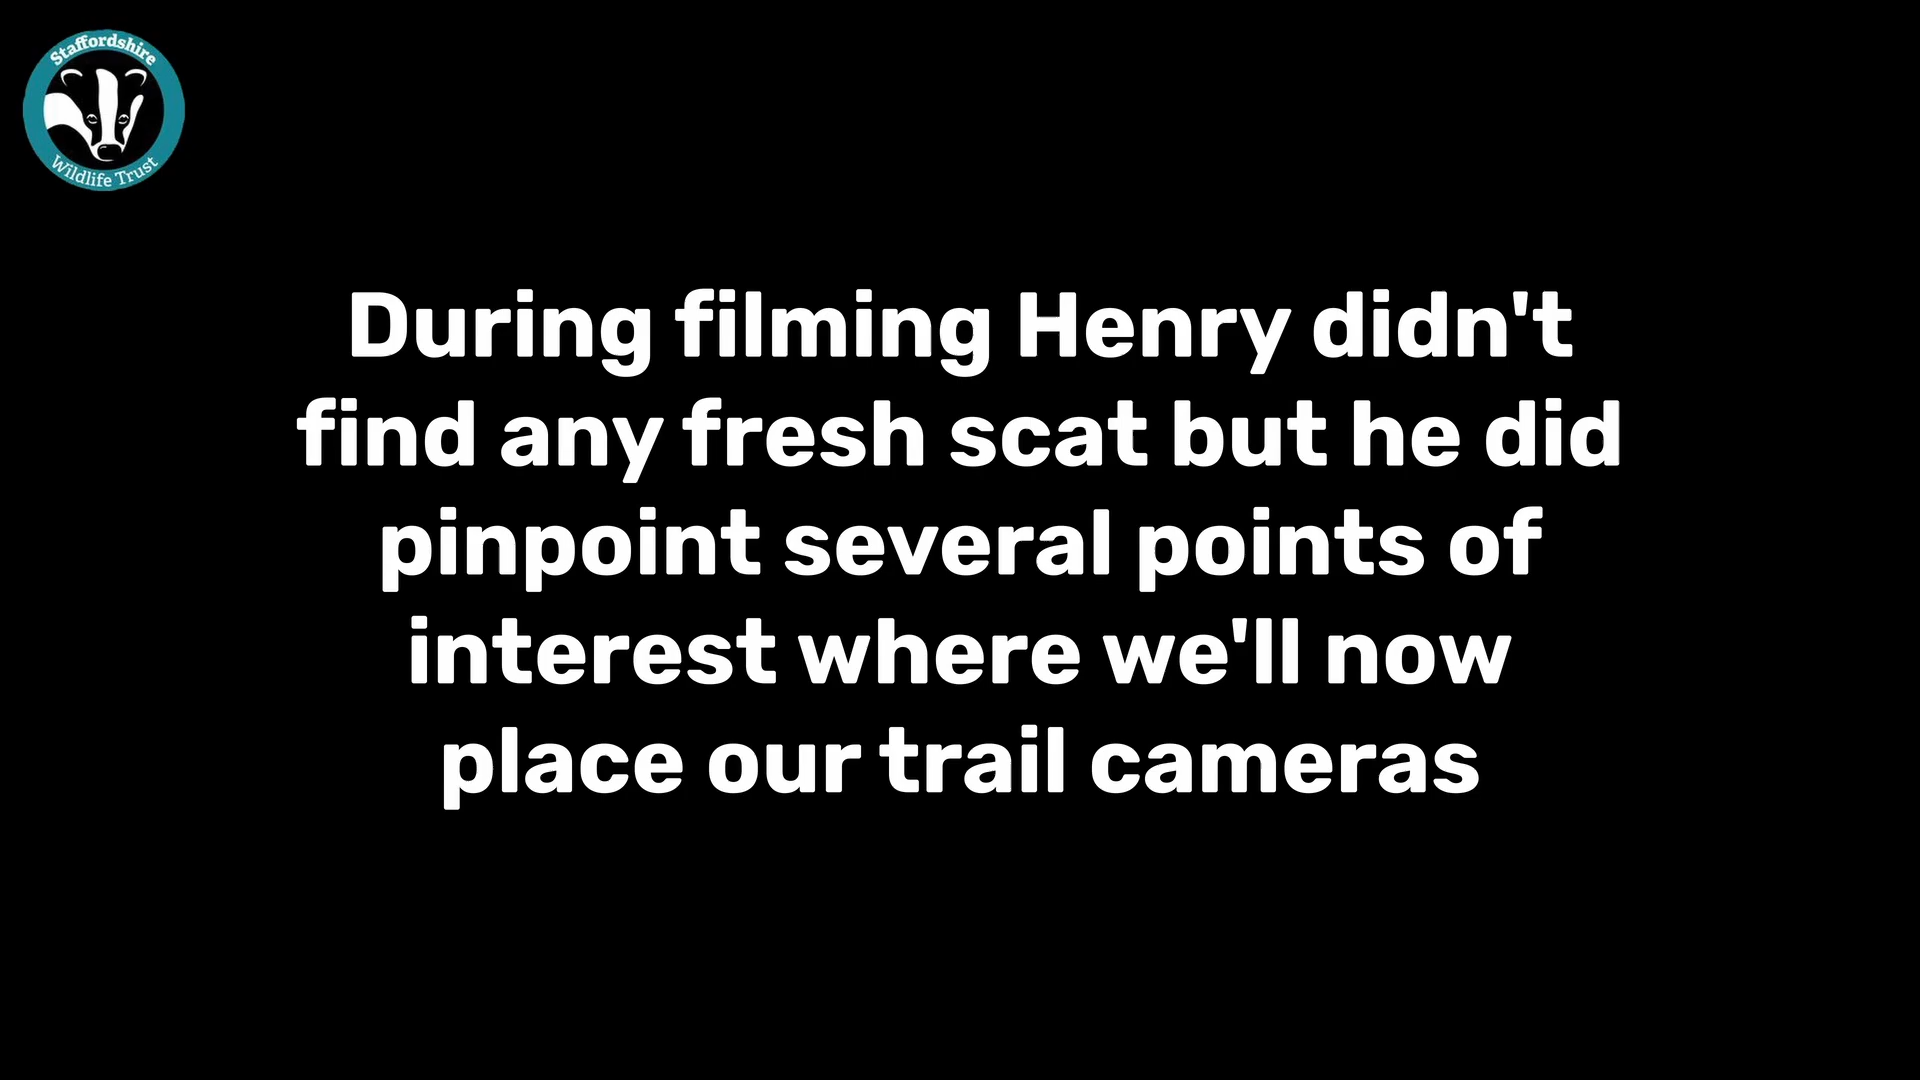 Staffordshire
Wildlife Trust
During filming Henry didn't
find any fresh scat but he did
pinpoint several points of
interest where we'll now
place our trail cameras